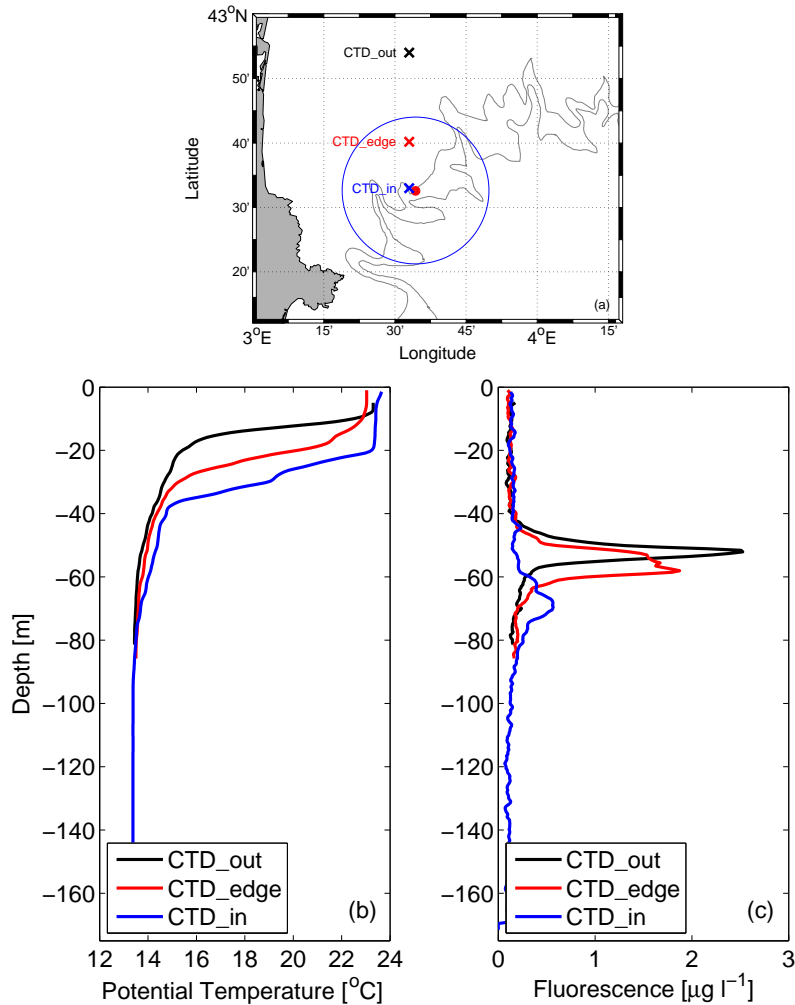 43°N
CTD_out
50'
CTD_edge
40'
Latitude
CTD_in
30'
20'
(a)
3°E
15'
30'
45'
4°E
15'
Longitude
0
−20
−40
−60
−80
−100
−120
−140
−160
Depth [m]
CTD_out
CTD_edge
CTD_in
(b)
12
14
16
18
20
22
24
Potential Temperature [°C]
0
−20
−40
−60
−80
−100
−120
−140
−160
Depth [m]
CTD_out
CTD_edge
CTD_in
(c)
0
1
2
3
Fluorescence [μg l⁻¹]